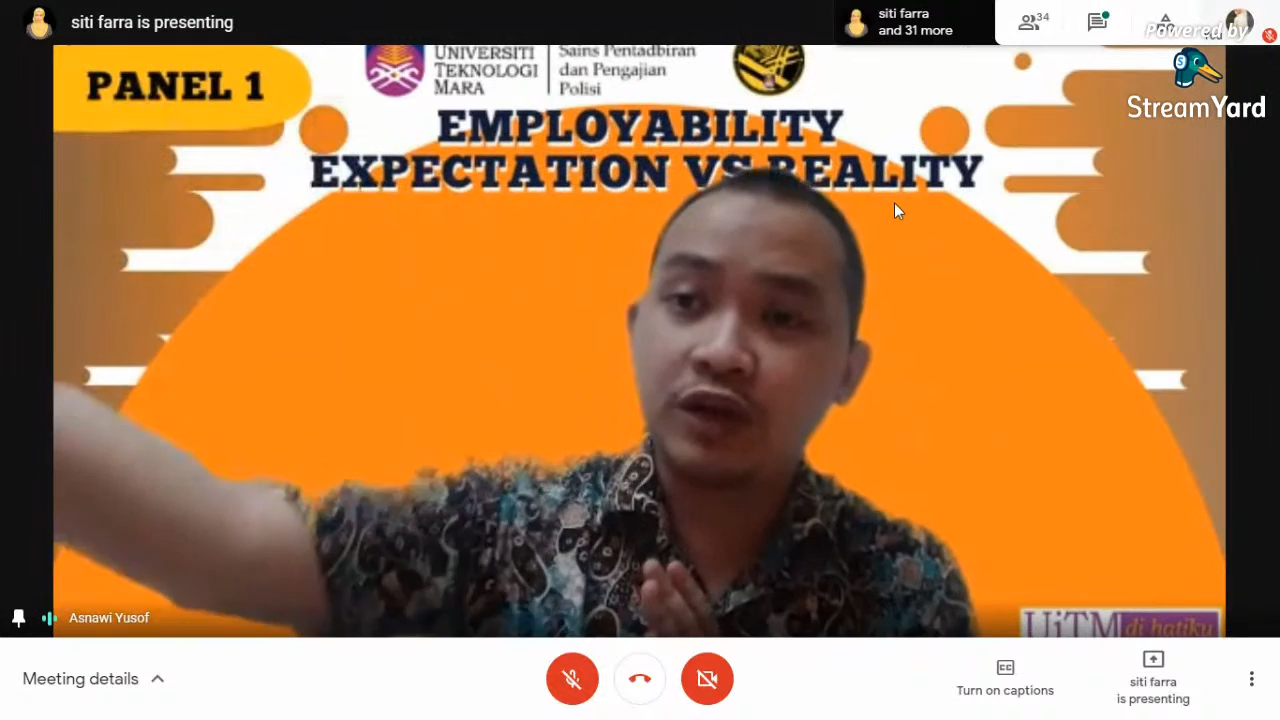 siti farra is presenting
siti farra
and 31 more
34
Powered by
StreamYard
PANEL 1
UNIVERSITI
TEKNOLOGI
MARA
Sains Pentadbiran
dan Pengajian
Polisi
EMPLOYABILITY
EXPECTATION VS REALITY
Asnawi Yusof
UiTM di hatiku
Meeting details
CC
Turn on captions
siti farra
is presenting